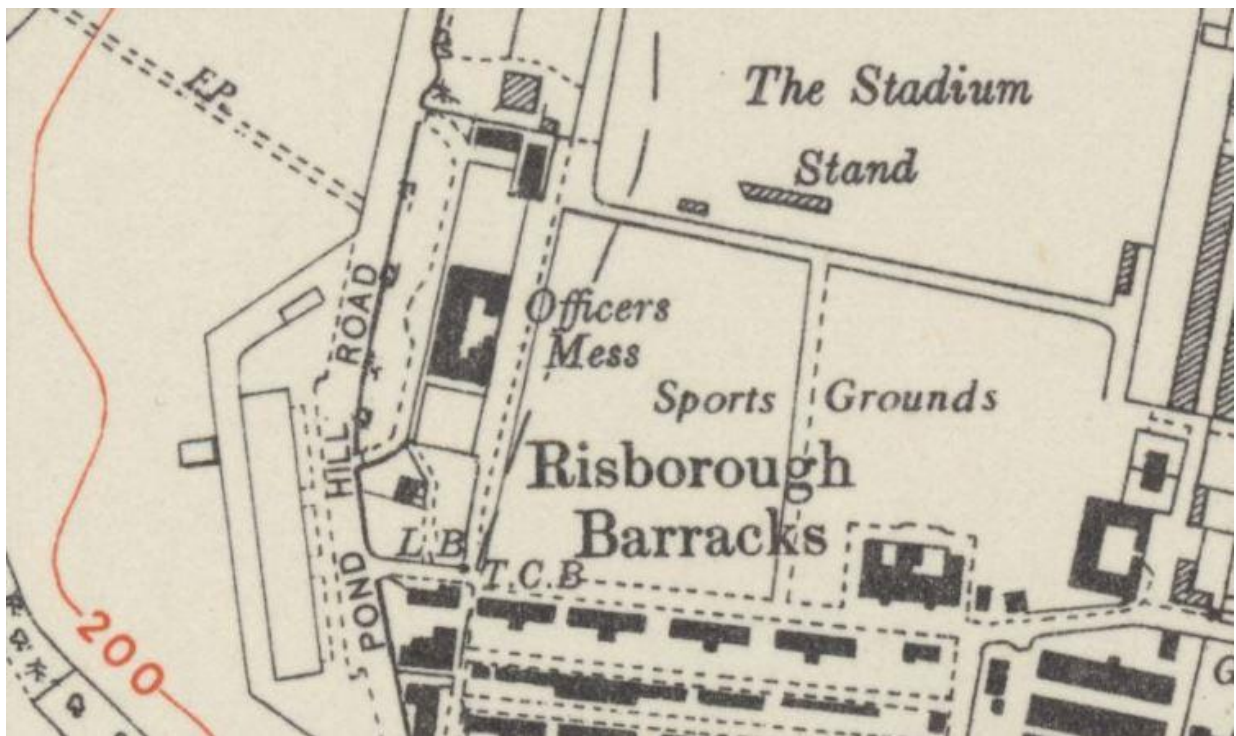 F.P.
The Stadium
Stand
POND HILL ROAD
Officers
Mess
Sports Grounds
Risborough
Barracks
L B
T.C.B
200
G